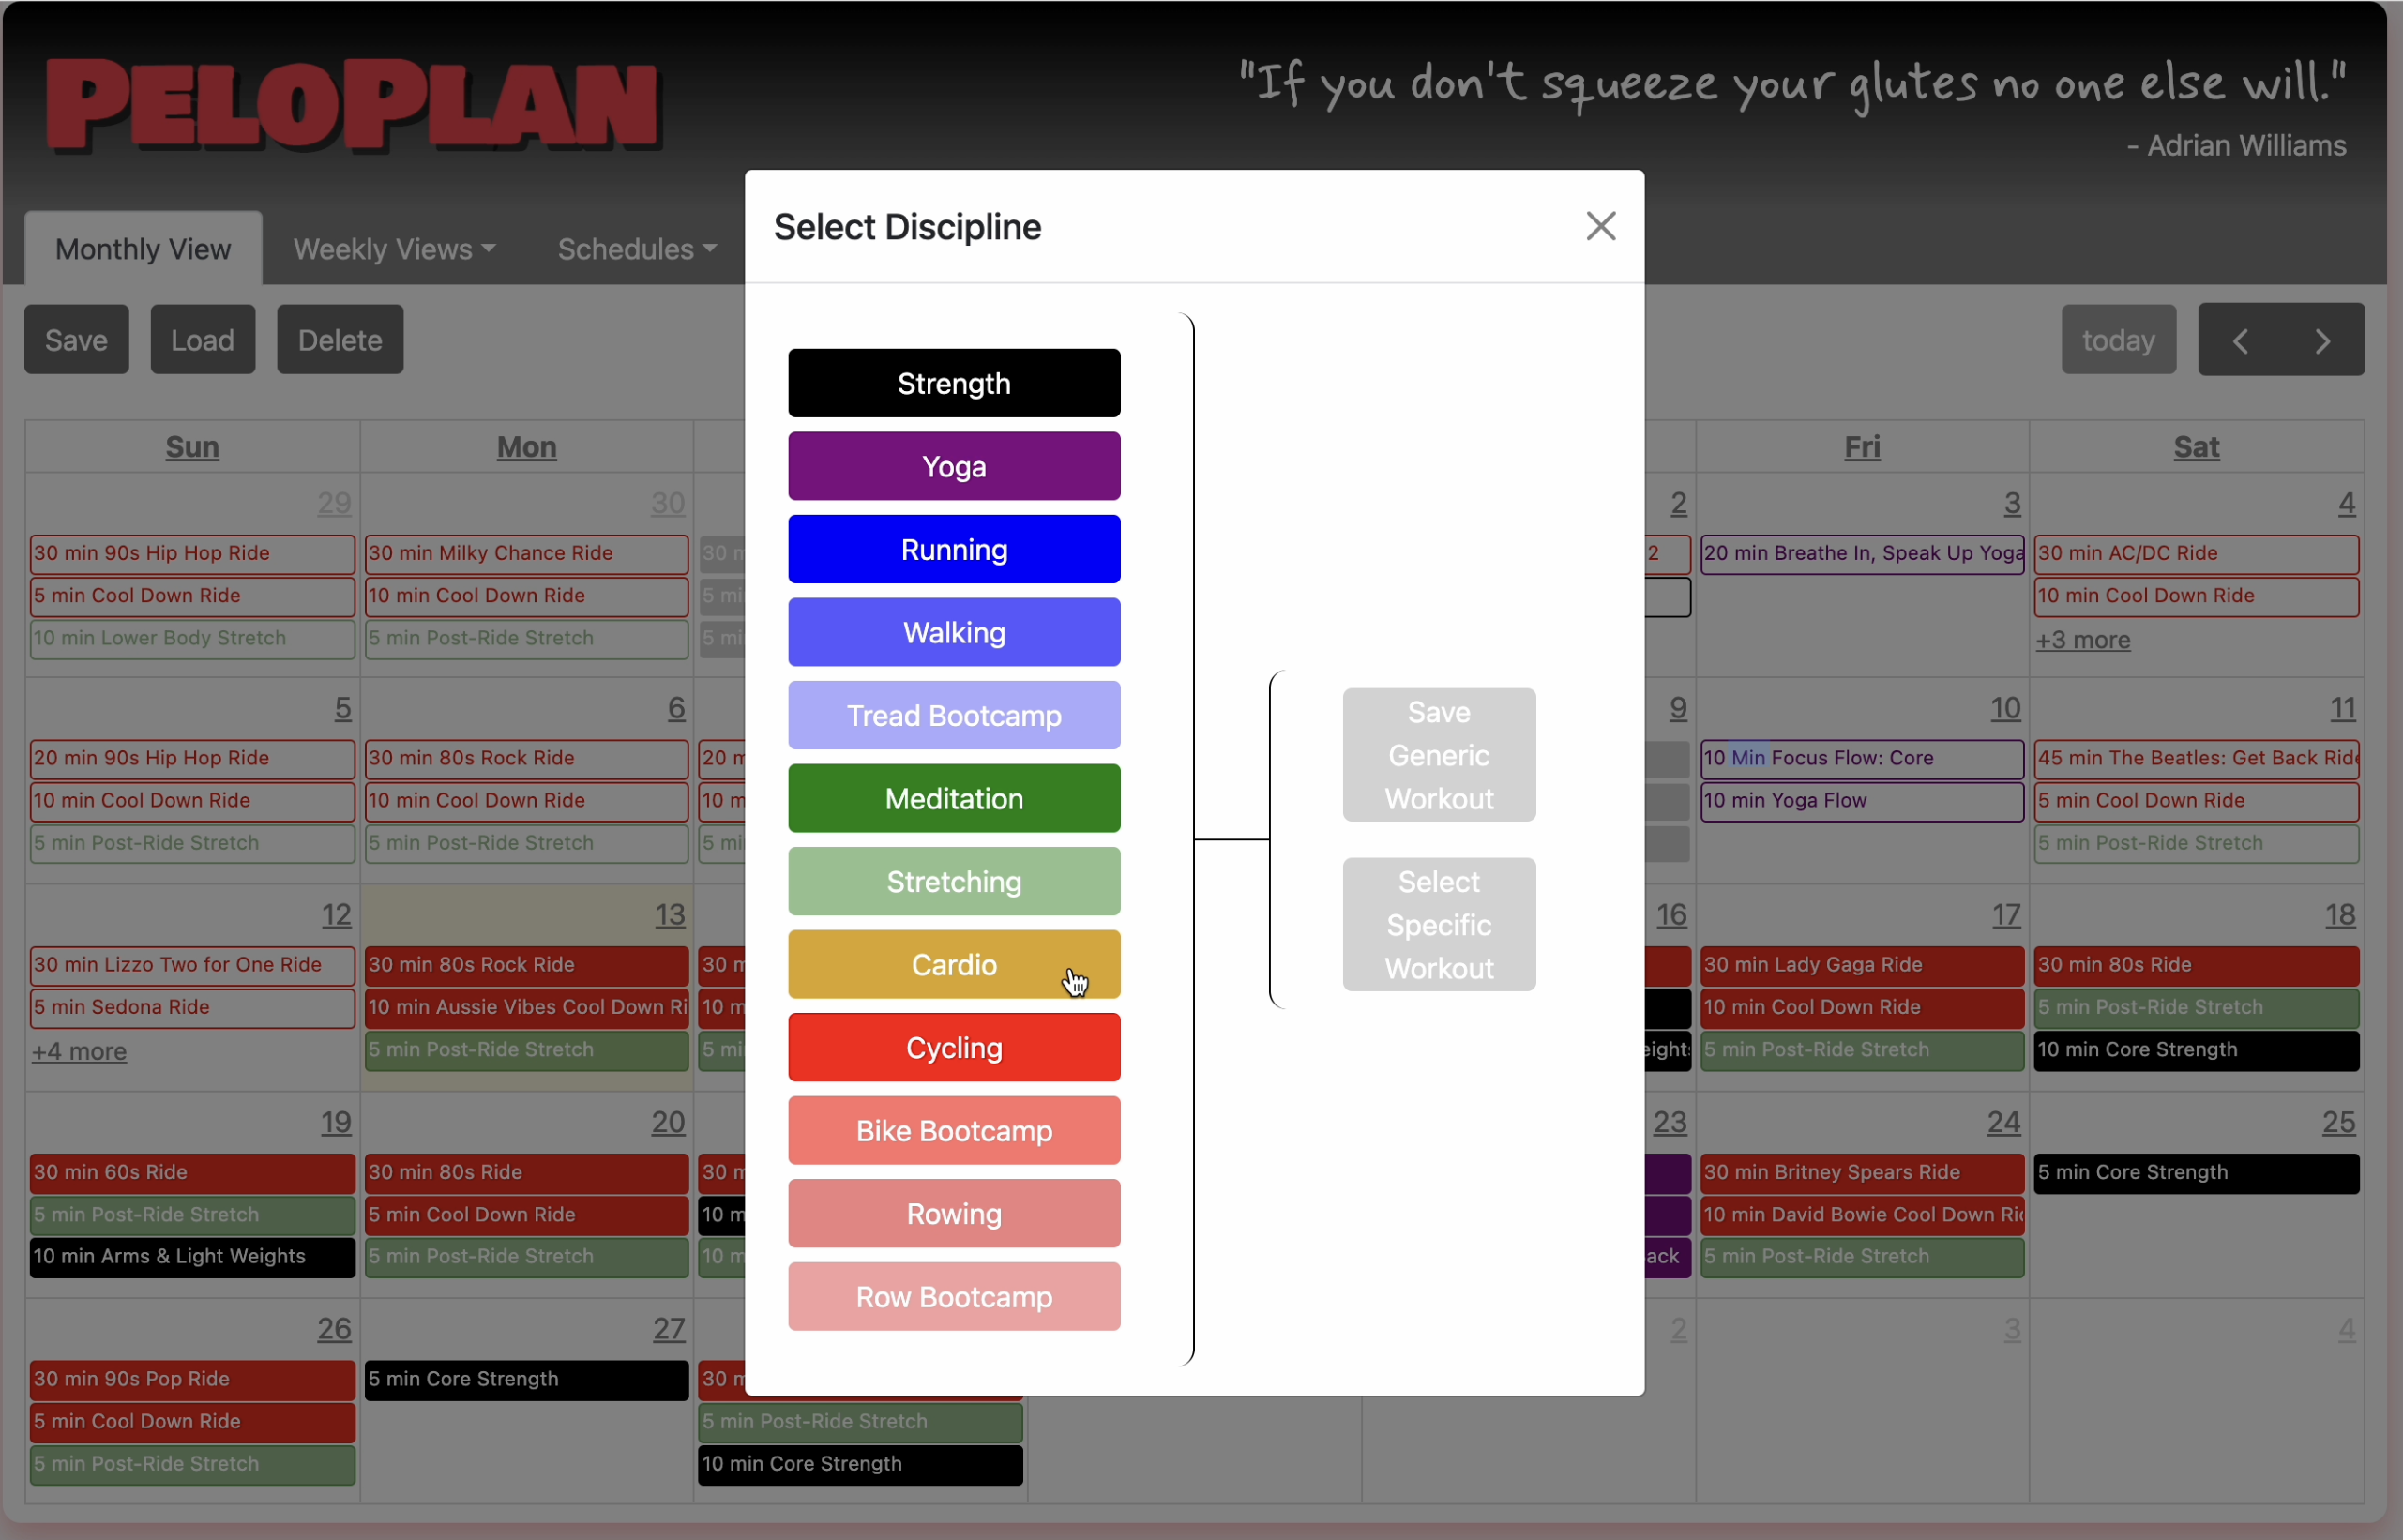 PELOPLAN
"If you don't squeeze your glutes no one else will."
- Adrian Williams
Monthly View
Weekly Views
Schedules
Save
Load
Delete
today
Select Discipline
Strength
Yoga
Running
Walking
Tread Bootcamp
Meditation
Stretching
Cardio
Cycling
Bike Bootcamp
Rowing
Row Bootcamp
Save
Generic
Workout
Select
Specific
Workout
Sun
Mon
Fri
Sat
29
30
2
3
4
30 min 90s Hip Hop Ride
5 min Cool Down Ride
10 min Lower Body Stretch
30 min Milky Chance Ride
10 min Cool Down Ride
5 min Post-Ride Stretch
30
5
5
2
20 min Breathe In, Speak Up Yoga
30 min AC/DC Ride
10 min Cool Down Ride
+3 more
5
6
9
10
11
20 min 90s Hip Hop Ride
10 min Cool Down Ride
5 min Post-Ride Stretch
30 min 80s Rock Ride
10 min Cool Down Ride
5 min Post-Ride Stretch
20
10
5
10 Min Focus Flow: Core
10 min Yoga Flow
45 min The Beatles: Get Back Ride
5 min Cool Down Ride
5 min Post-Ride Stretch
12
13
16
17
18
30 min Lizzo Two for One Ride
5 min Sedona Ride
+4 more
30 min 80s Rock Ride
10 min Aussie Vibes Cool Down Ri
5 min Post-Ride Stretch
30
10
5
eight
30 min Lady Gaga Ride
10 min Cool Down Ride
5 min Post-Ride Stretch
30 min 80s Ride
5 min Post-Ride Stretch
10 min Core Strength
19
20
23
24
25
30 min 60s Ride
5 min Post-Ride Stretch
10 min Arms & Light Weights
30 min 80s Ride
5 min Cool Down Ride
5 min Post-Ride Stretch
30
10
10
ack
30 min Britney Spears Ride
10 min David Bowie Cool Down Ri
5 min Post-Ride Stretch
5 min Core Strength
26
27
2
3
4
30 min 90s Pop Ride
5 min Cool Down Ride
5 min Post-Ride Stretch
5 min Core Strength
30
5 min Post-Ride Stretch
10 min Core Strength